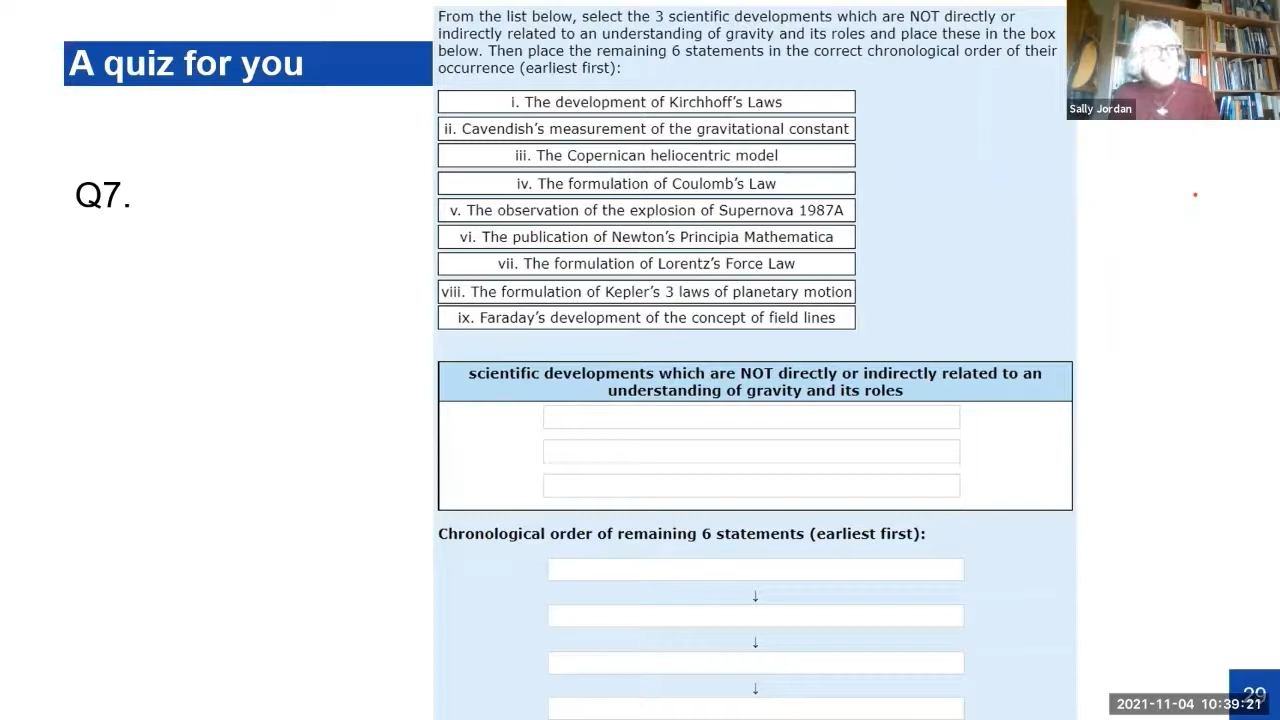 A quiz for you
Q7.
From the list below, select the 3 scientific developments which are NOT directly or
indirectly related to an understanding of gravity and its roles and place these in the box
below. Then place the remaining 6 statements in the correct chronological order of their
occurrence (earliest first):
i. The development of Kirchhoff's Laws
ii. Cavendish's measurement of the gravitational constant
iii. The Copernican heliocentric model
iv. The formulation of Coulomb's Law
v. The observation of the explosion of Supernova 1987A
vi. The publication of Newton's Principia Mathematica
vii. The formulation of Lorentz's Force Law
viii. The formulation of Kepler's 3 laws of planetary motion
ix. Faraday's development of the concept of field lines
scientific developments which are NOT directly or indirectly related to an
understanding of gravity and its roles
Chronological order of remaining 6 statements (earliest first):
↓
↓
↓
Sally Jordan
29
2021-11-04 10:39:21